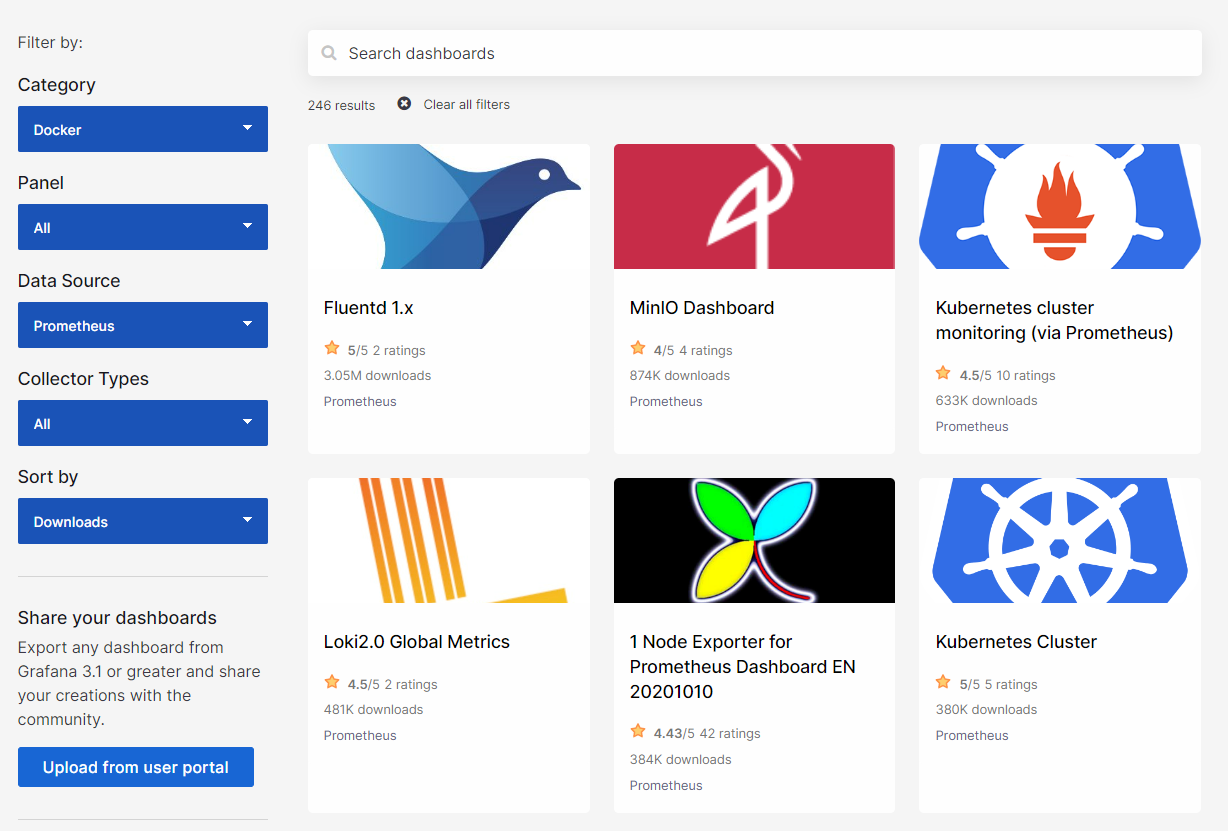 Filter by:
Category
Docker
Panel
All
Data Source
Prometheus
Collector Types
All
Sort by
Downloads
Share your dashboards
Export any dashboard from
Grafana 3.1 or greater and share
your creations with the
community.
Upload from user portal
Search dashboards
246 results
Clear all filters
Fluentd 1.x
5/5 2 ratings
3.05M downloads
Prometheus
MinIO Dashboard
4/5 4 ratings
874K downloads
Prometheus
Kubernetes cluster
monitoring (via Prometheus)
4.5/5 10 ratings
633K downloads
Prometheus
Loki2.0 Global Metrics
4.5/5 2 ratings
481K downloads
Prometheus
1 Node Exporter for
Prometheus Dashboard EN
20201010
4.43/5 42 ratings
384K downloads
Prometheus
Kubernetes Cluster
5/5 5 ratings
380K downloads
Prometheus